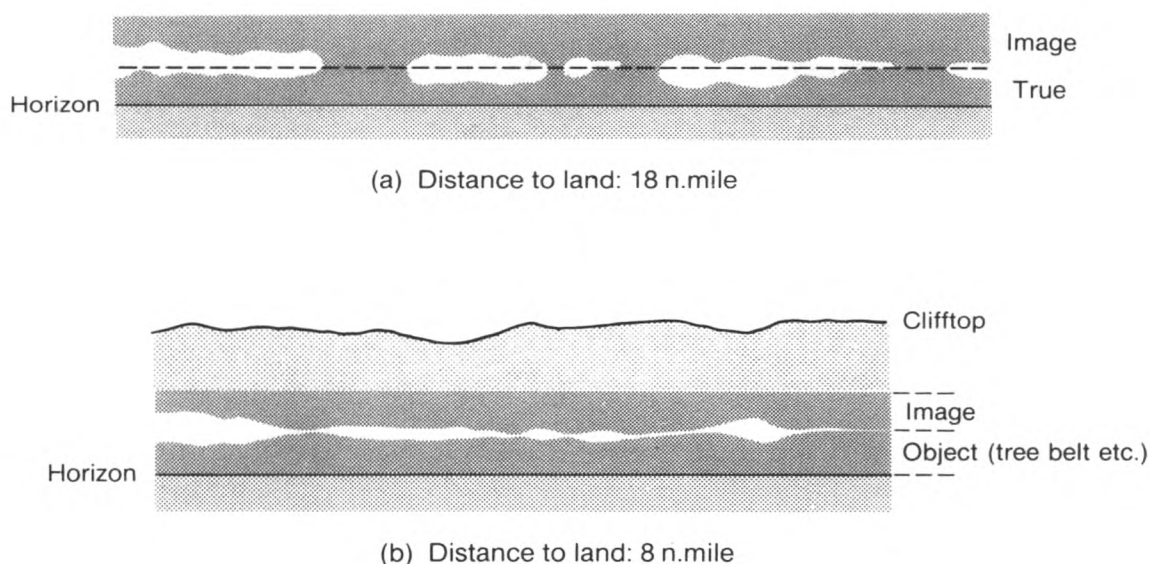 Image
True
Horizon
(a) Distance to land: 18 n.mile
Clifftop
Image
Object (tree belt etc.)
Horizon
(b) Distance to land: 8 n.mile